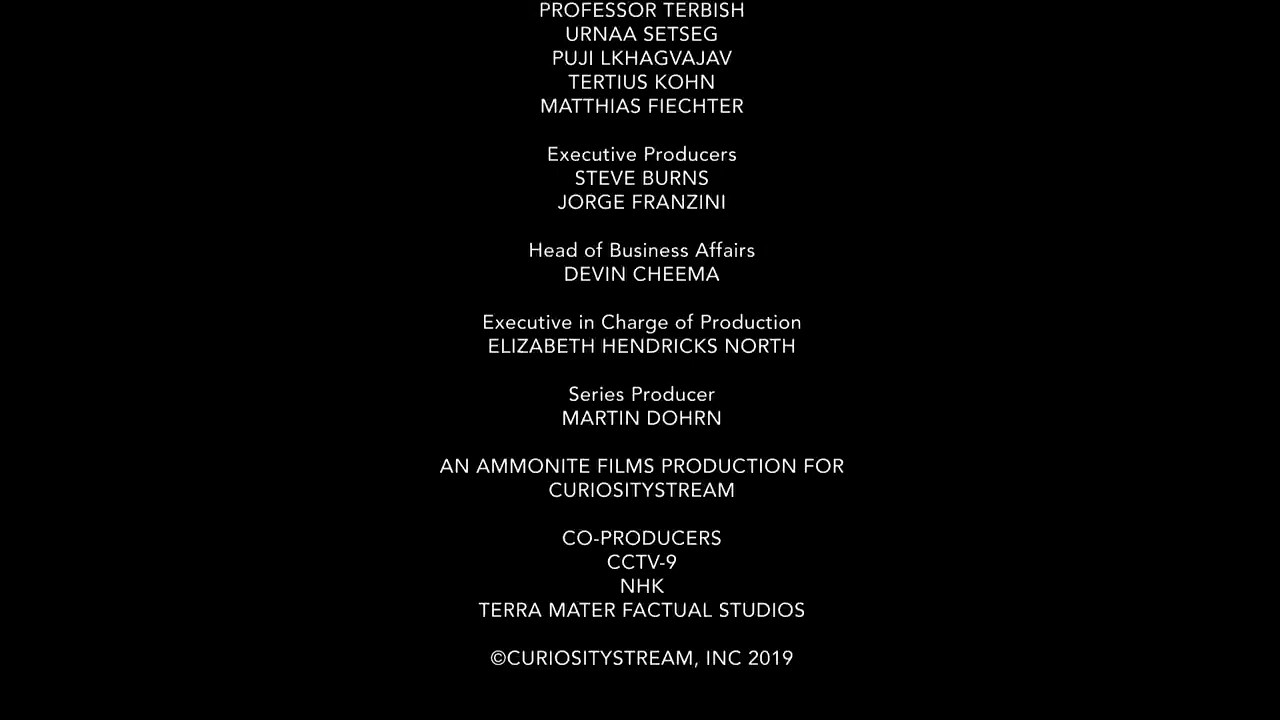 PROFESSOR TERBISH
URNAA SETSEG
PUJI LKHAGVAJAV
TERTIUS KOHN
MATTHIAS FIECHTER
Executive Producers
STEVE BURNS
JORGE FRANZINI
Head of Business Affairs
DEVIN CHEEMA
Executive in Charge of Production
ELIZABETH HENDRICKS NORTH
Series Producer
MARTIN DOHRN
AN AMMONITE FILMS PRODUCTION FOR
CURIOSITYSTREAM
CO-PRODUCERS
CCTV-9
NHK
TERRA MATER FACTUAL STUDIOS
©CURIOSITYSTREAM, INC 2019